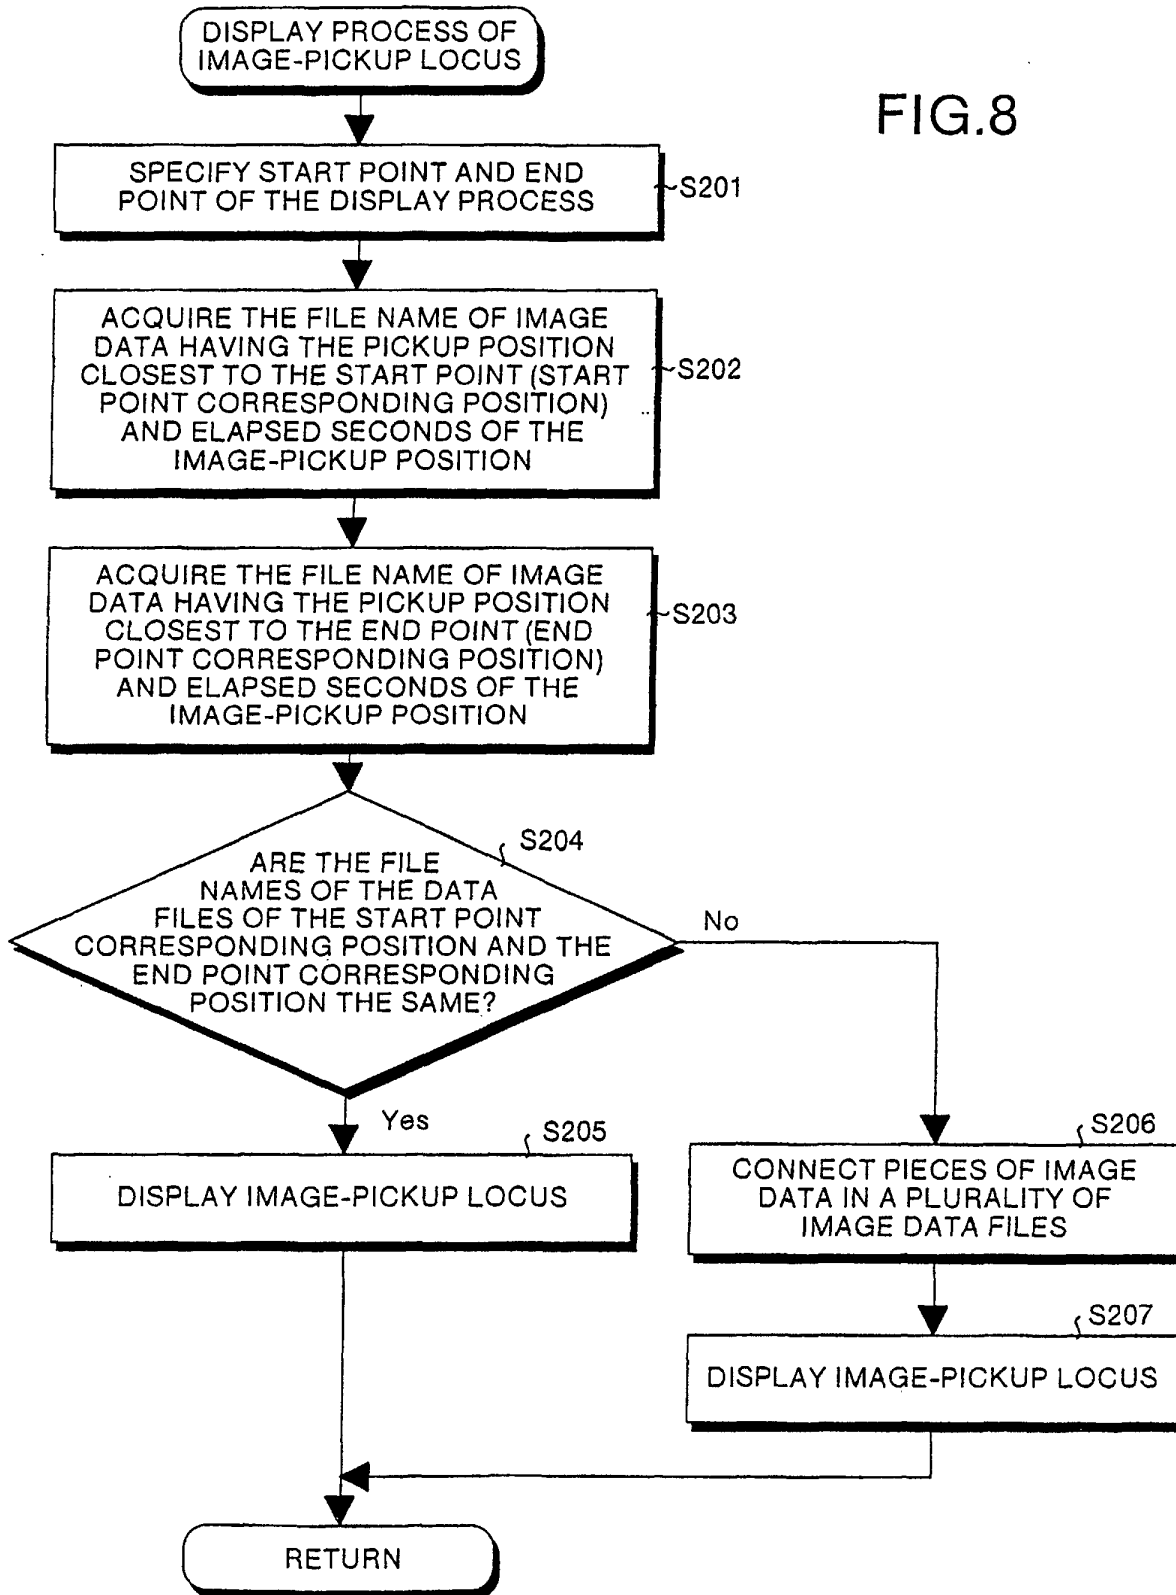 DISPLAY PROCESS OF
IMAGE-PICKUP LOCUS
FIG.8
SPECIFY START POINT AND END
POINT OF THE DISPLAY PROCESS
S201
ACQUIRE THE FILE NAME OF IMAGE
DATA HAVING THE PICKUP POSITION
CLOSEST TO THE START POINT (START
POINT CORRESPONDING POSITION)
AND ELAPSED SECONDS OF THE
IMAGE-PICKUP POSITION
S202
ACQUIRE THE FILE NAME OF IMAGE
DATA HAVING THE PICKUP POSITION
CLOSEST TO THE END POINT (END
POINT CORRESPONDING POSITION)
AND ELAPSED SECONDS OF THE
IMAGE-PICKUP POSITION
S203
S204
ARE THE FILE
NAMES OF THE DATA
FILES OF THE START POINT
CORRESPONDING POSITION AND THE
END POINT CORRESPONDING
POSITION THE SAME?
No
Yes
S205
DISPLAY IMAGE-PICKUP LOCUS
S206
CONNECT PIECES OF IMAGE
DATA IN A PLURALITY OF
IMAGE DATA FILES
S207
DISPLAY IMAGE-PICKUP LOCUS
RETURN